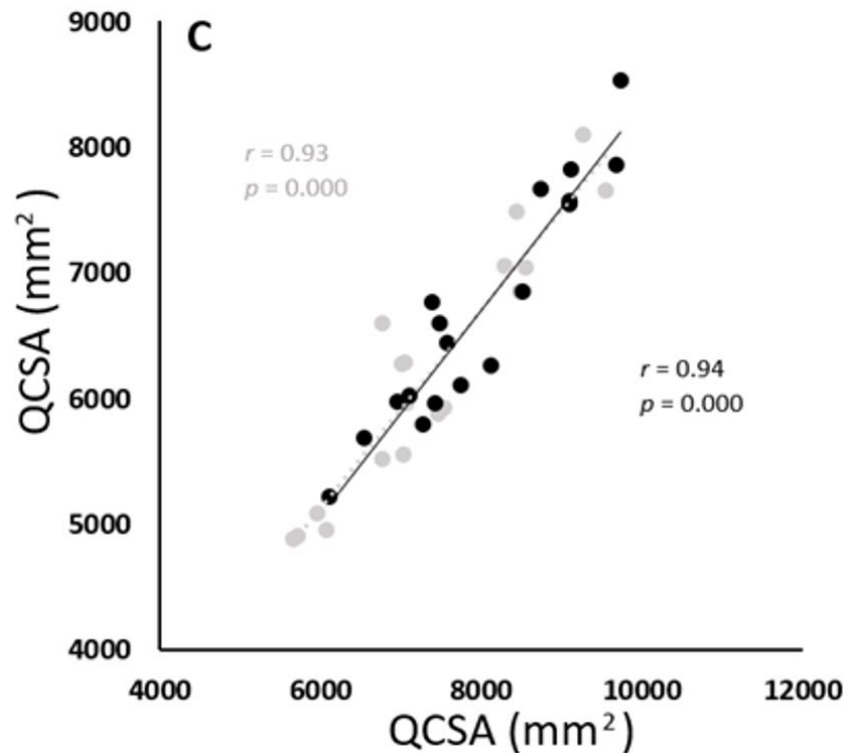 C
9000
8000
7000
6000
5000
4000
QCSA (mm²)
r = 0.93
p = 0.000
r = 0.94
p = 0.000
4000 6000 8000 10000 12000
QCSA (mm²)